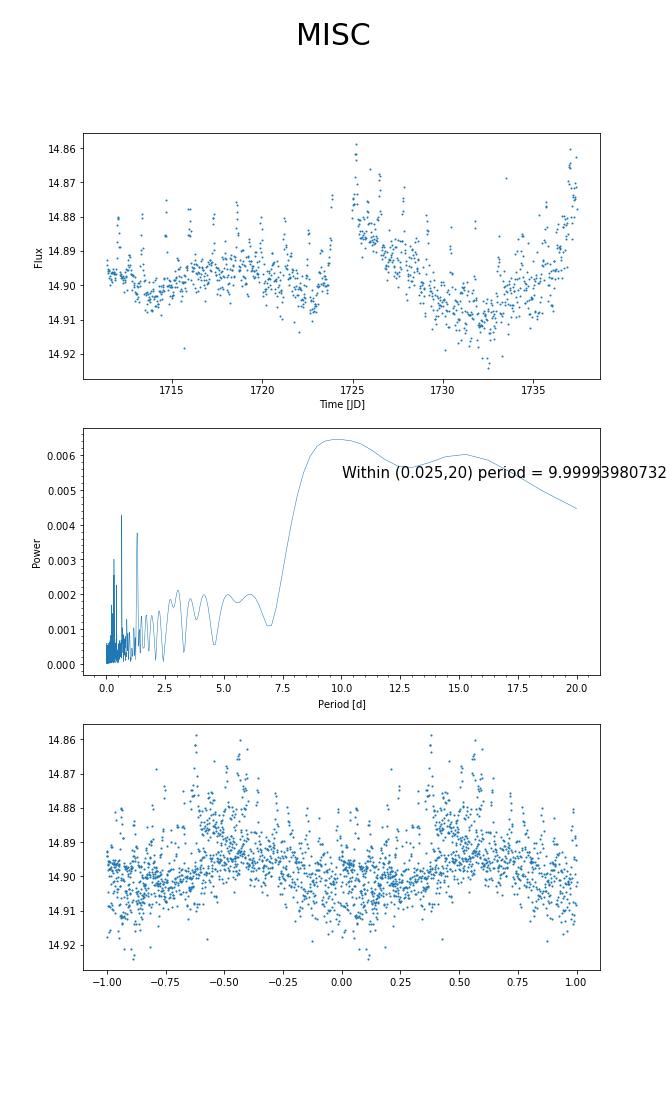 MISC
14.86
14.87
14.88
14.89
14.90
14.91
14.92
Flux
1715 1720 1725 1730 1735
Time [JD]
0.006
0.005
0.004
0.003
0.002
0.001
0.000
Power
Within (0.025,20) period = 9.99993980732
0.0 2.5 5.0 7.5 10.0 12.5 15.0 17.5 20.0
Period [d]
14.86
14.87
14.88
14.89
14.90
14.91
14.92
−1.00 −0.75 −0.50 −0.25 0.00 0.25 0.50 0.75 1.00